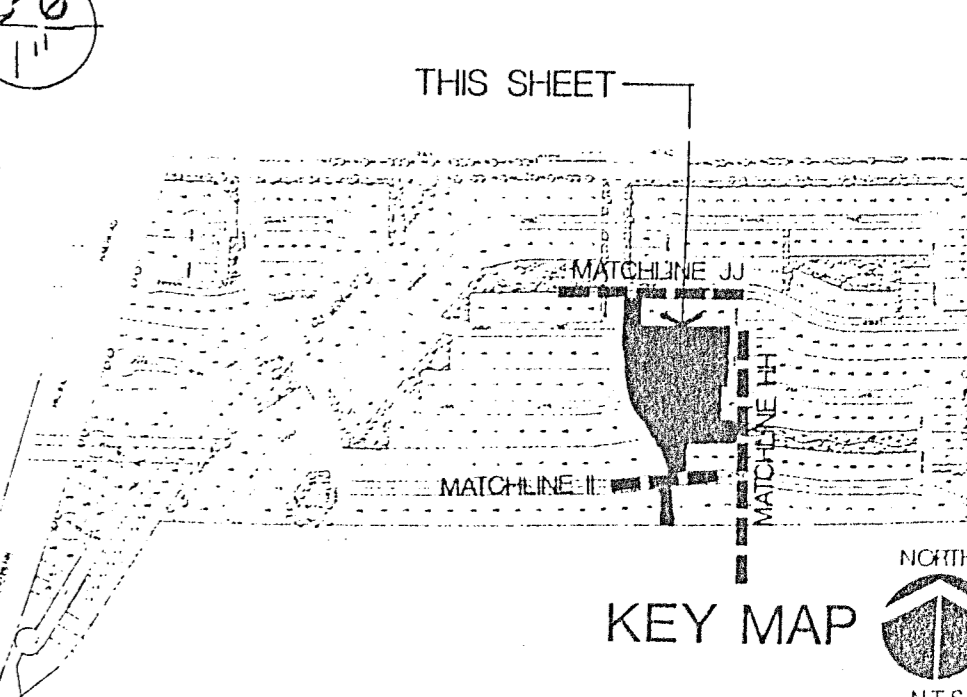 THIS SHEET
MATCHLINE JJ
MATCHLINE HH
MATCHLINE II
NORTH
KEY MAP
N.T.S.